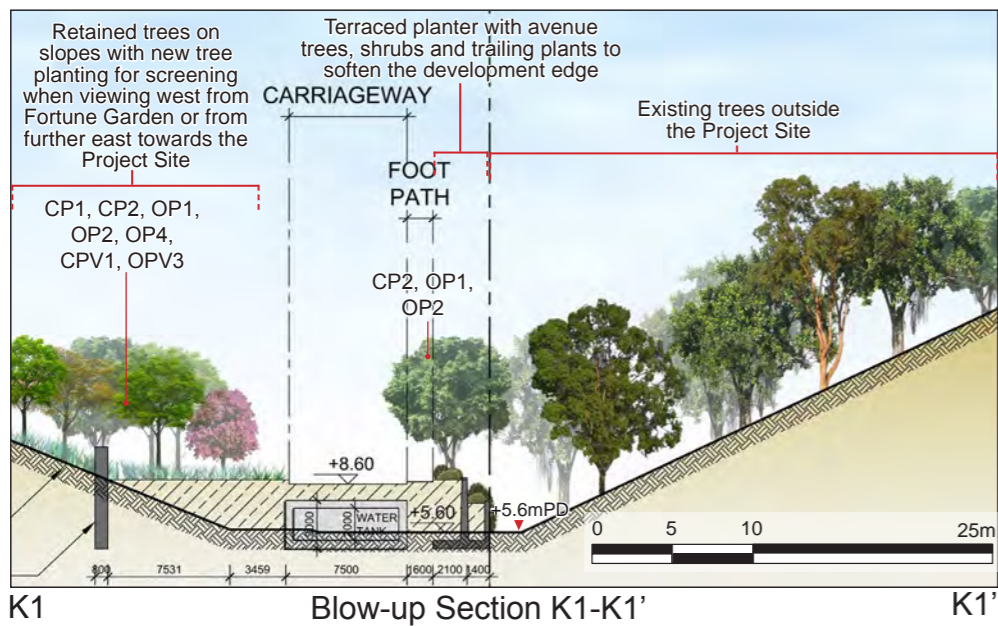 Retained trees on
slopes with new tree
planting for screening
when viewing west from
Fortune Garden or from
further east towards the
Project Site
CP1, CP2, OP1,
OP2, OP4,
CPV1, OPV3
Terraced planter with avenue
trees, shrubs and trailing plants to
soften the development edge
CARRIAGEWAY
FOOT
PATH
CP2, OP1,
OP2
Existing trees outside
the Project Site
+8.60
WATER
TANK
+5.60
+5.6mPD
0 5 10 25m
800 7531 3459 7500 1600 2100 1400
K1 Blow-up Section K1-K1’ K1’